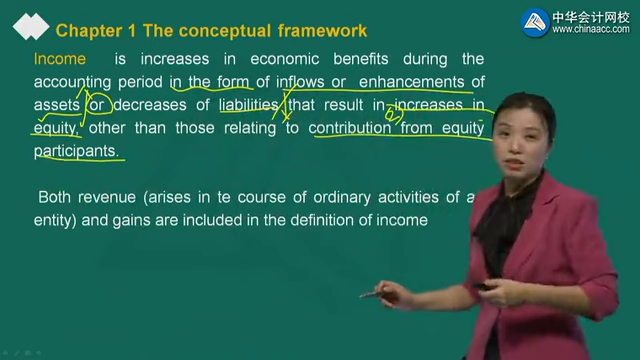 Chapter 1 The conceptual framework
中华会计网校
www.chinaacc.com
Income is increases in economic benefits during the
accounting period in the form of inflows or enhancements of
assets or decreases of liabilities that result in increases in
equity, other than those relating to contribution from equity
participants.
Both revenue (arises in te course of ordinary activities of a
entity) and gains are included in the definition of income